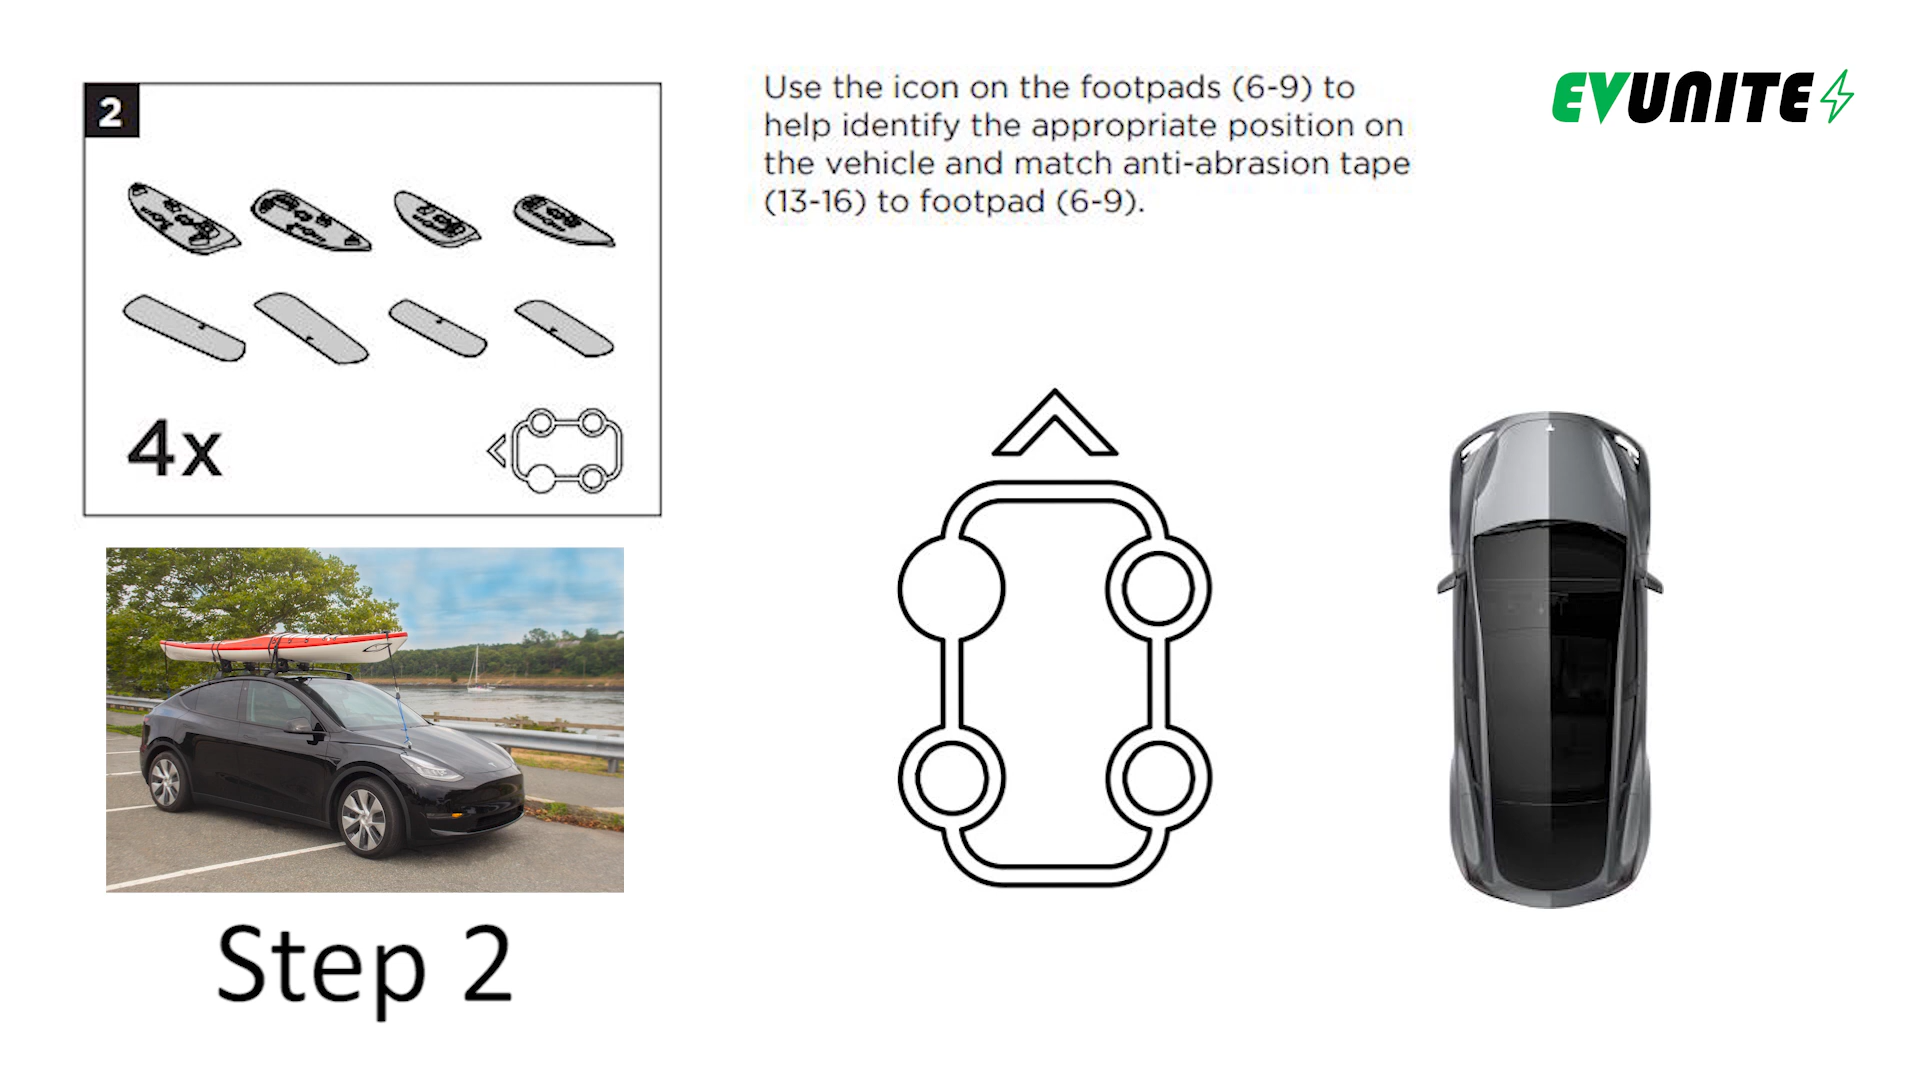 2
4x
Use the icon on the footpads (6-9) to
help identify the appropriate position on
the vehicle and match anti-abrasion tape
(13-16) to footpad (6-9).
EVUNITE
Step 2